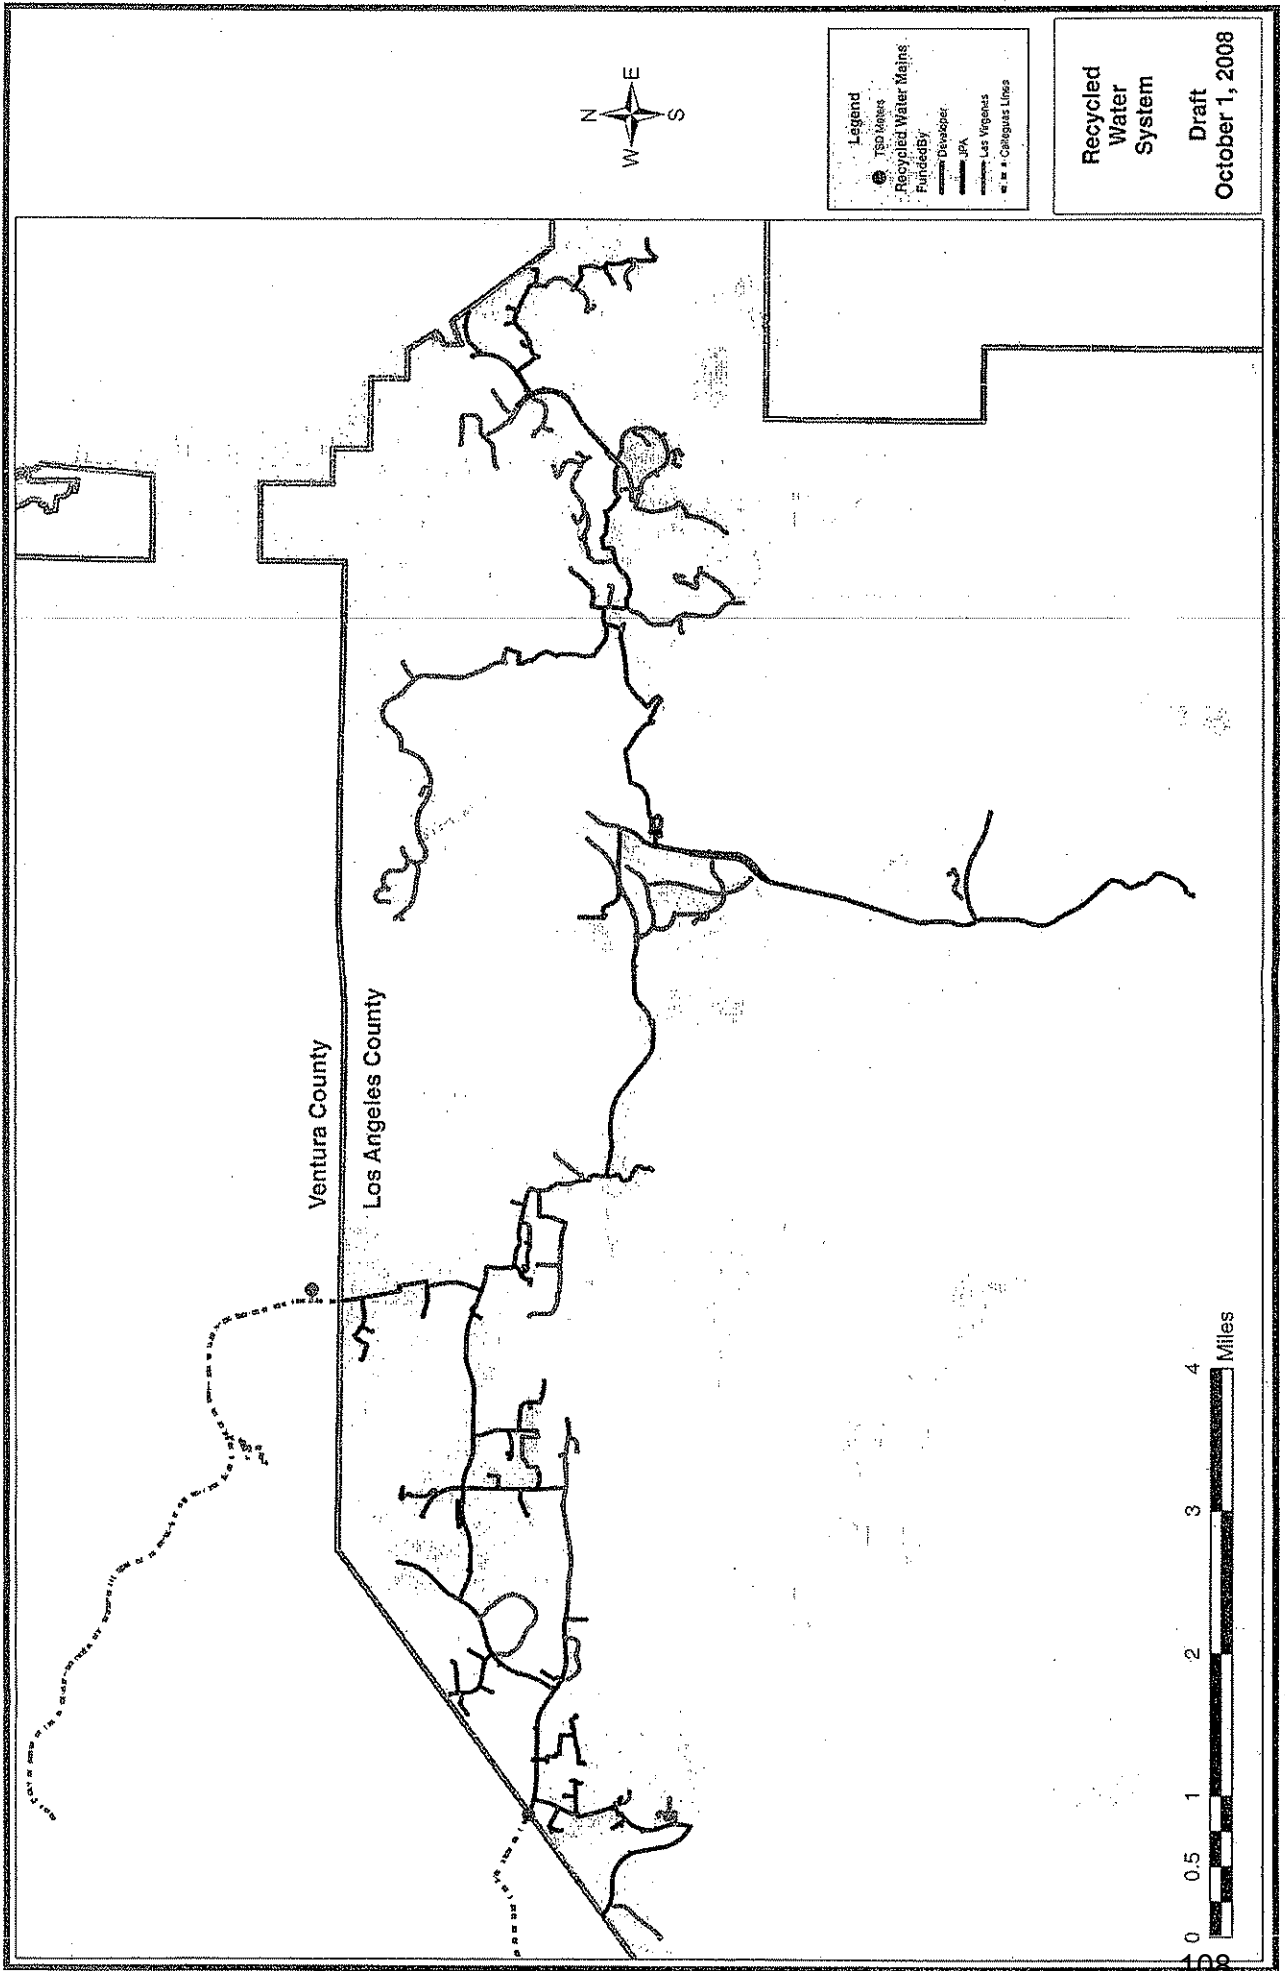 Ventura County
Los Angeles County
N
W
E
S
Legend
TSD Meters
Recycled Water Mains
FundedBy
Developer
JPA
Las Virgenes
Calleguas Lines
Recycled
Water
System
Draft
October 1, 2008
0 0.5 1 2 3 4
Miles
108